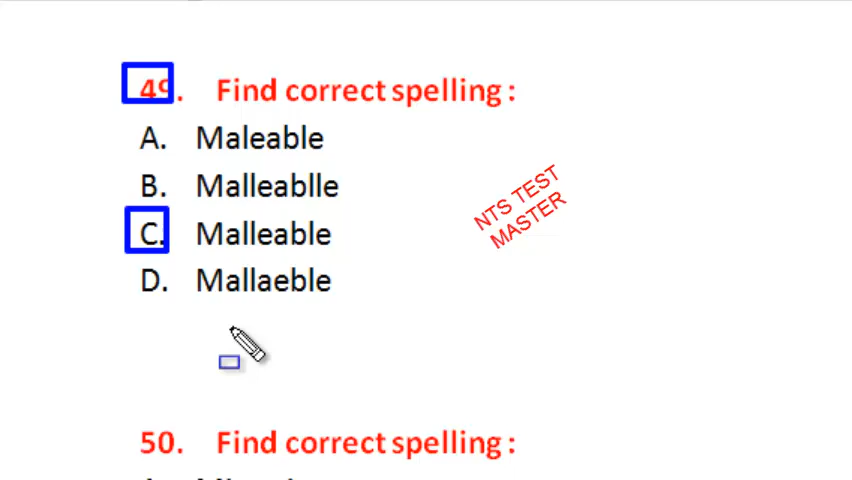 49. Find correct spelling :
A. Maleable
B. Malleablle
C. Malleable
D. Mallaeble
NTS TEST
MASTER
50. Find correct spelling :